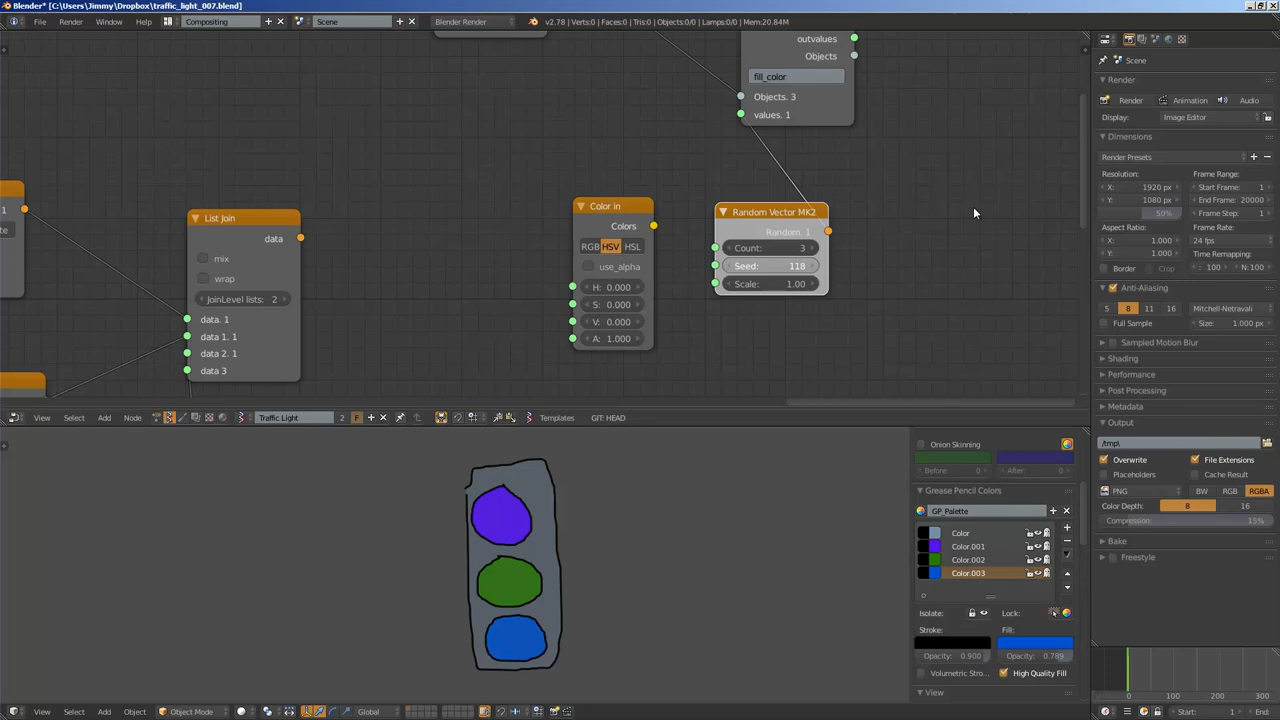 Blender* [C:\Users\Jimmy\Dropbox\traffic_light_007.blend]
File Render Window Help Compositing Scene Blender Render v2.78 | Verts:0 | Faces:0 | Tris:0 | Objects:0/0 | Lamps:0/0 | Mem:20.84M
outvalues
Objects
fill_color
Objects. 3
values. 1
1
te
List Join
data
mix
wrap
JoinLevel lists: 2
data. 1
data 1. 1
data 2. 1
data 3
Color in
Colors
RGB HSV HSL
use_alpha
H: 0.000
S: 0.000
V: 0.000
A: 1.000
Random Vector MK2
Random. 1
Count: 3
Seed: 118
Scale: 1.00
View Select Add Node Traffic Light 2 F Templates GIT: HEAD
Onion Skinning
Before: 0 After: 0
Grease Pencil Colors
GP_Palette
Color
Color.001
Color.002
Color.003
Isolate: Lock:
Stroke: Fill:
Opacity: 0.900 Opacity: 0.789
Volumetric Stro... High Quality Fill
View
View Select Add Object Object Mode Global
Scene
Render
Render Animation Audio
Display: Image Editor
Dimensions
Render Presets
Resolution: Frame Range:
X: 1920 px Start Frame: 1
Y: 1080 px End Frame: 20000
50% Frame Step: 1
Aspect Ratio: Frame Rate:
X: 1.000 24 fps
Y: 1.000 Time Remapping:
Border Crop : 100 N:100
Anti-Aliasing
5 8 11 16 Mitchell-Netravali
Full Sample Size: 1.000 px
Sampled Motion Blur
Shading
Performance
Post Processing
Metadata
Output
/tmp\
Overwrite File Extensions
Placeholders Cache Result
PNG BW RGB RGBA
Color Depth: 8 16
Compression: 15%
Bake
Freestyle
0 100 200 300
Start: 1 End: